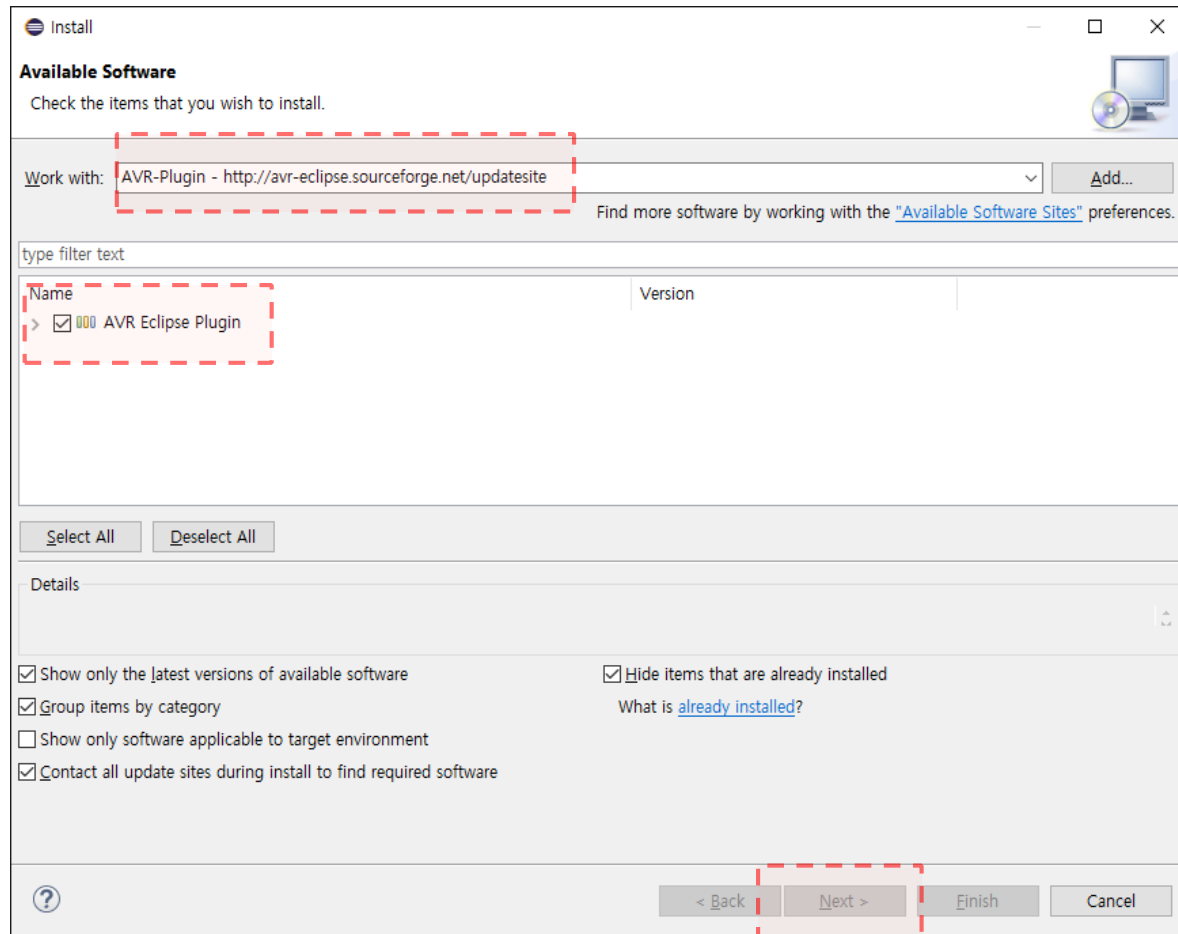 Install
Available Software
Check the items that you wish to install.
Work with: AVR-Plugin - http://avr-eclipse.sourceforge.net/updatesite Add...
Find more software by working with the "Available Software Sites" preferences.
type filter text
Name Version
AVR Eclipse Plugin
Select All Deselect All
Details
Show only the latest versions of available software Hide items that are already installed
Group items by category What is already installed?
Show only software applicable to target environment
Contact all update sites during install to find required software
? < Back Next > Finish Cancel